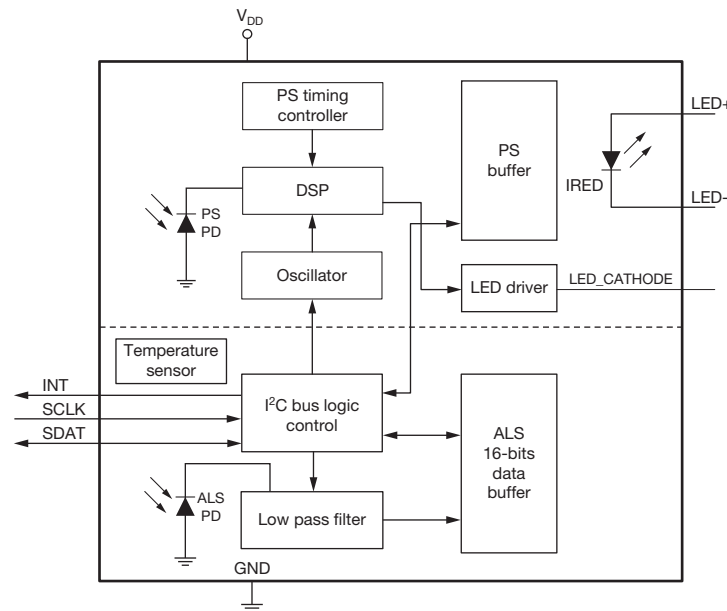 VDD
PS timing
controller
LED+
PS
buffer
IRED
DSP
PS
PD
LED-
Oscillator
LED driver
LED_CATHODE
Temperature
sensor
INT
SCLK
SDAT
I²C bus logic
control
ALS
16-bits
data
buffer
ALS
PD
Low pass filter
GND